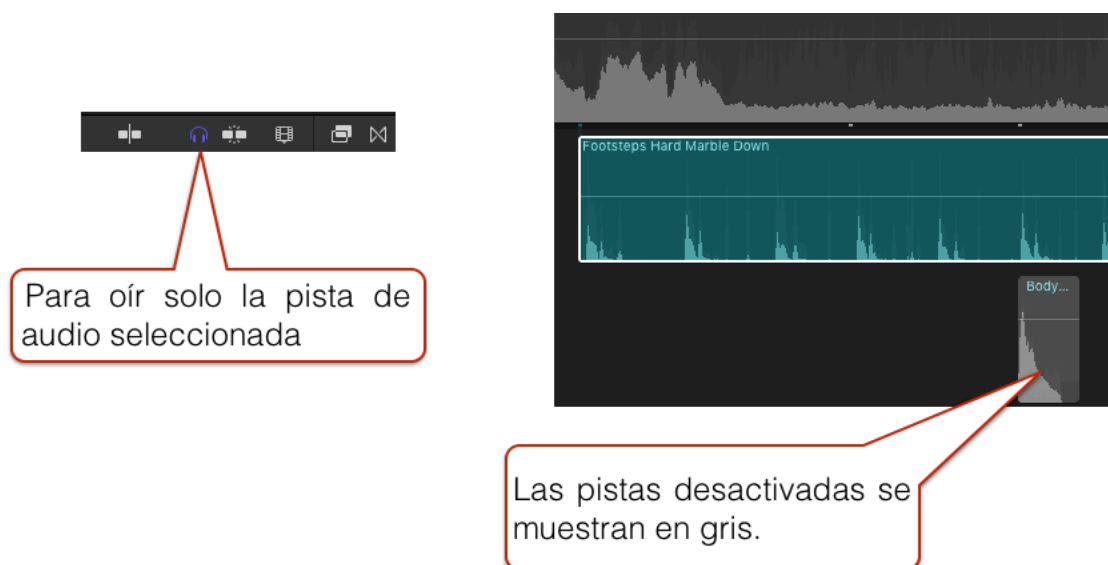 Footsteps Hard Marble Down
Body...
Para oír solo la pista de
audio seleccionada
Las pistas desactivadas se
muestran en gris.